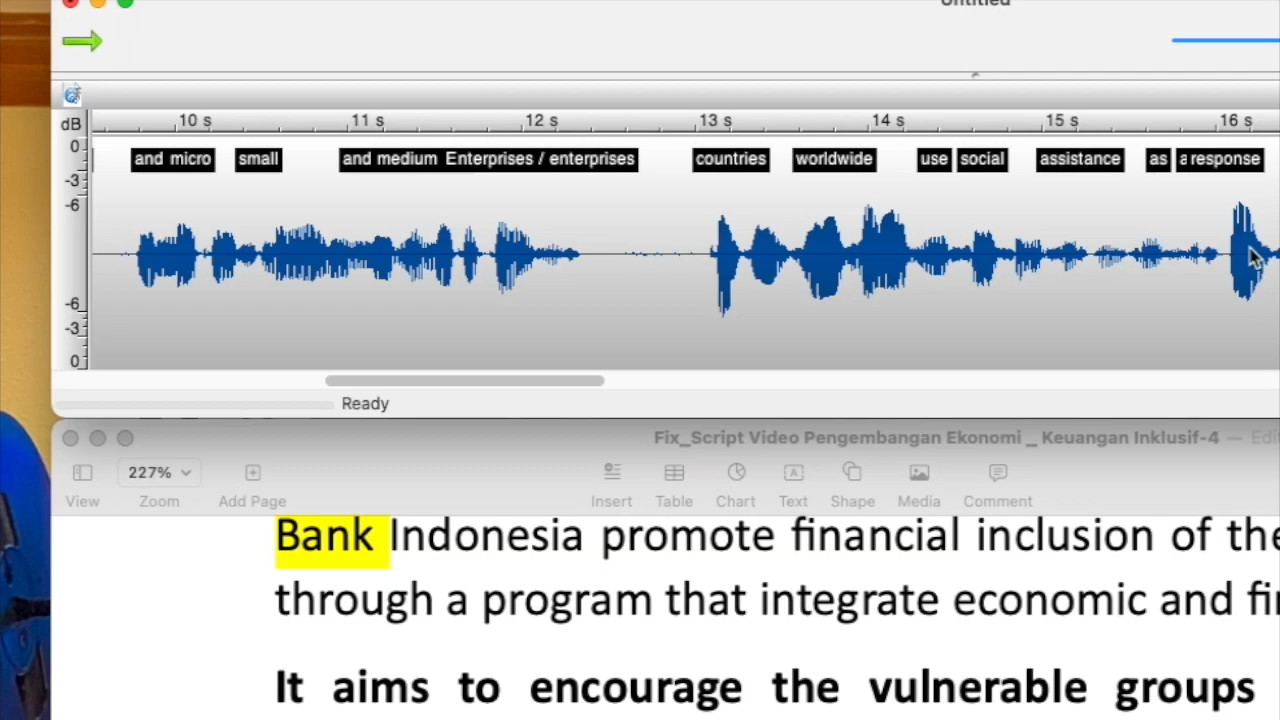 Untitled
dB 10 s 11 s 12 s 13 s 14 s 15 s 16 s
0
-3
-6
-6
-3
0
and micro small and medium Enterprises / enterprises countries worldwide use social assistance as a response
Ready
Fix_Script Video Pengembangan Ekonomi _ Keuangan Inklusif-4 —
227%
View Zoom Add Page Insert Table Chart Text Shape Media Comment
Bank Indonesia promote financial inclusion of the
through a program that integrate economic and
It aims to encourage the vulnerable groups